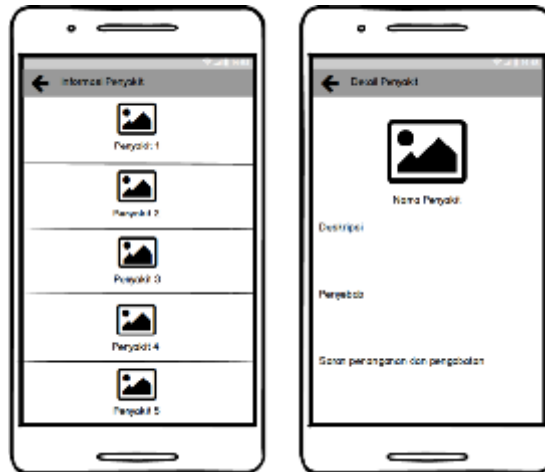 Informasi Penyakit
Penyakit 1
Penyakit 2
Penyakit 3
Penyakit 4
Penyakit 5
Detail Penyakit
Nama Penyakit
Deskripsi
Penyebab
Saran penanganan dan pengobatan